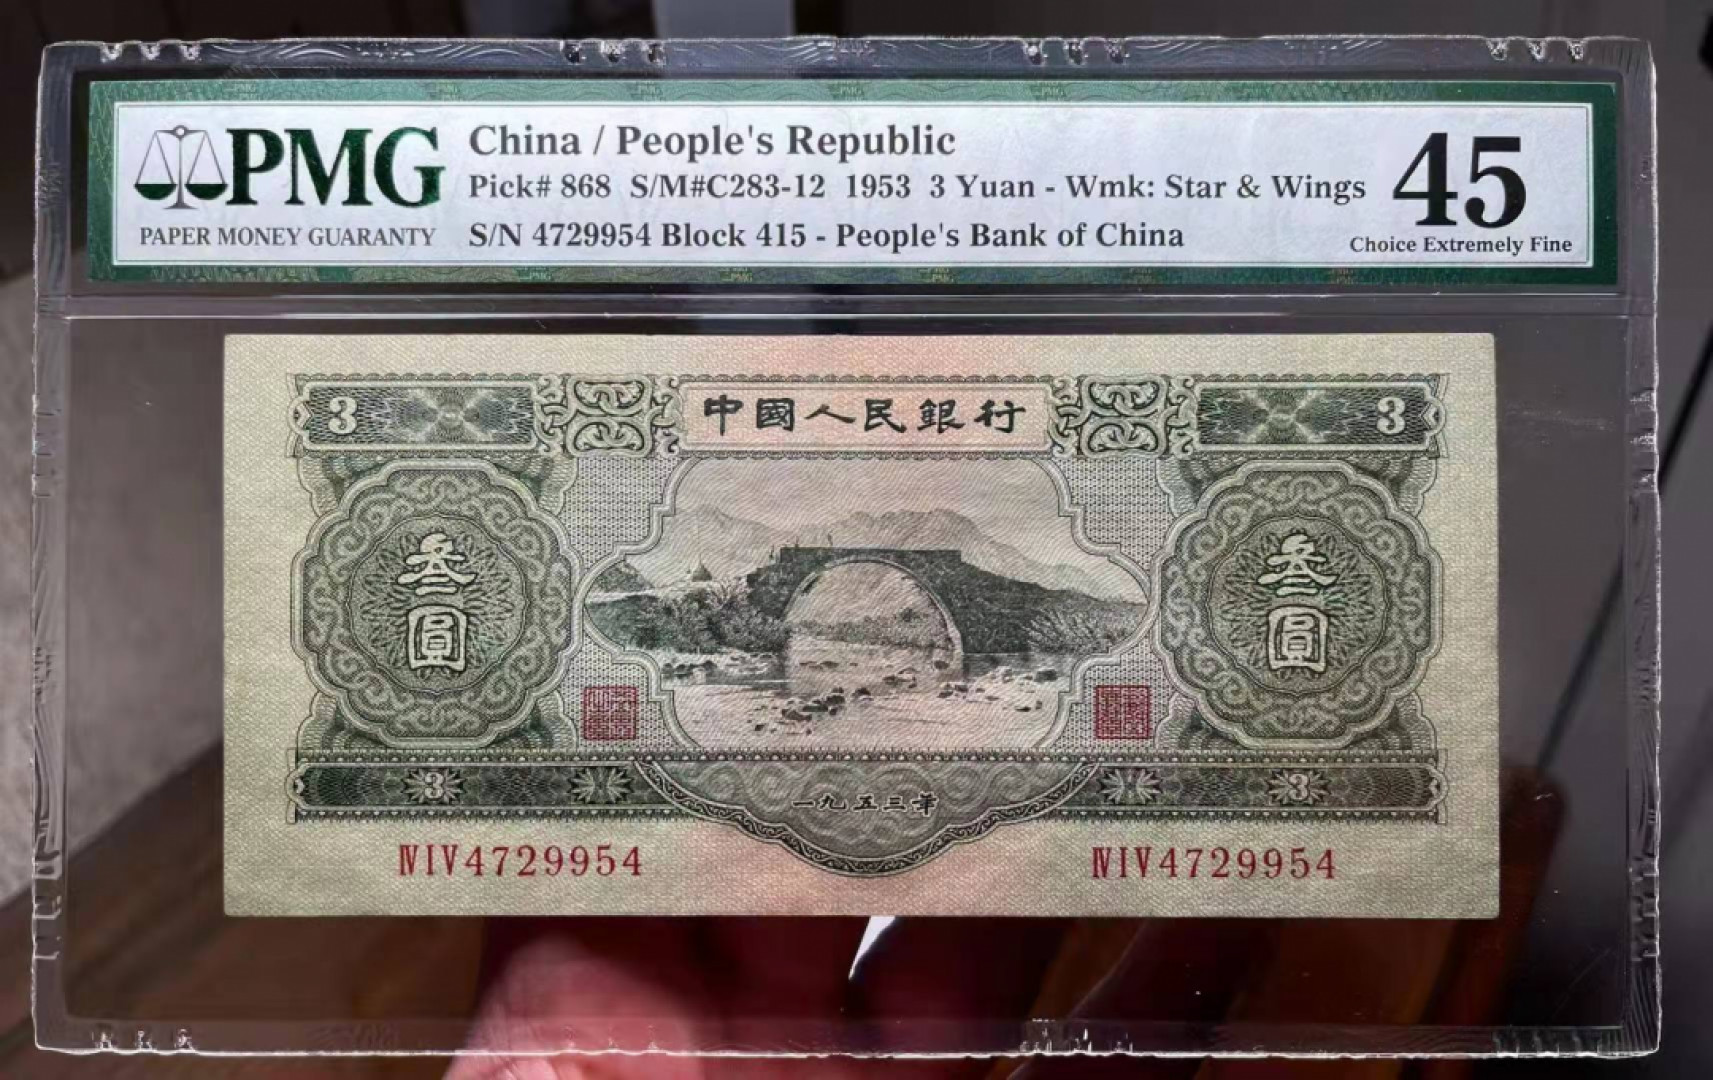 PMG
PAPER MONEY GUARANTY
China / People's Republic
Pick# 868 S/M#C283-12 1953 3 Yuan - Wmk: Star & Wings
S/N 4729954 Block 415 - People's Bank of China
45
Choice Extremely Fine
3 中國人民銀行 3
叁圓
叁圓
3 3
一九五三年
ⅣⅠⅤ4729954 ⅣⅠⅤ4729954